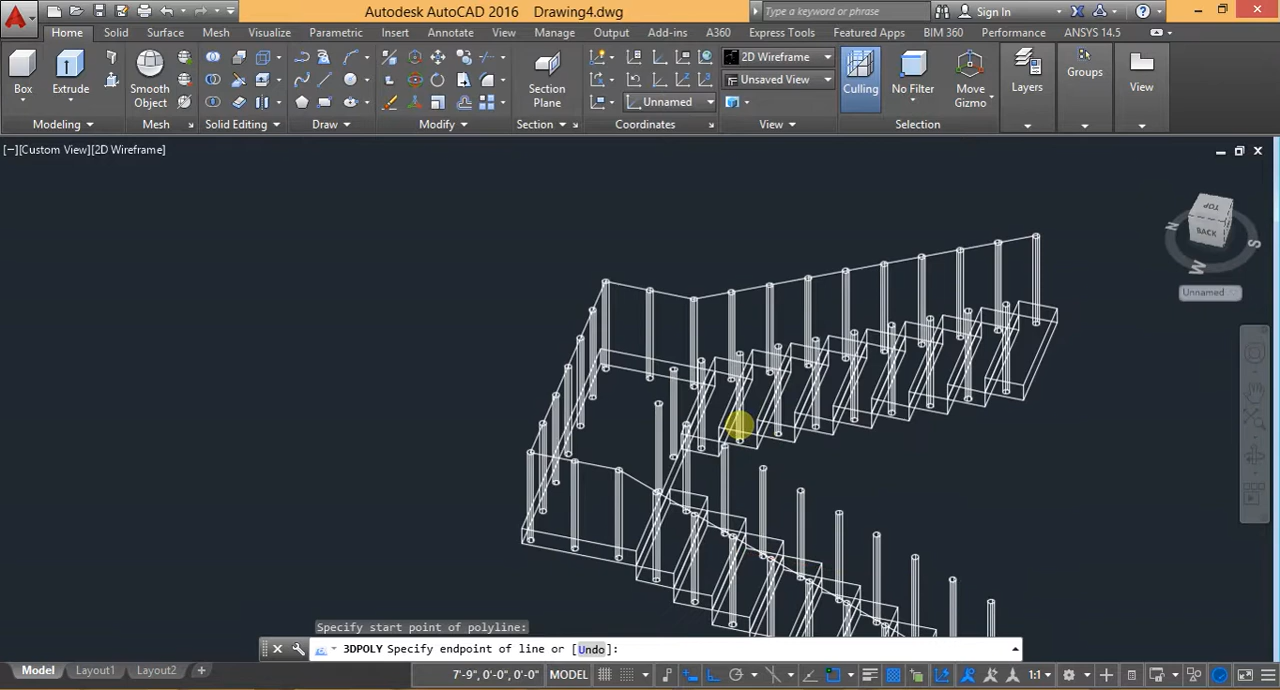 Autodesk AutoCAD 2016 Drawing4.dwg
Type a keyword or phrase
Sign In
Home Solid Surface Mesh Visualize Parametric Insert Annotate View Manage Output Add-ins A360 Express Tools Featured Apps BIM 360 Performance ANSYS 14.5
2D Wireframe
Unsaved View
Unnamed
Box Extrude Smooth Object Section Plane Culling No Filter Move Gizmo Layers Groups View
Modeling Mesh Solid Editing Draw Modify Section Coordinates View Selection
[−][Custom View][2D Wireframe]
TOP
BACK
N
S
W
Unnamed
Specify start point of polyline:
3DPOLY Specify endpoint of line or [Undo]:
Model Layout1 Layout2 +
7'-9", 0'-0", 0'-0" MODEL
1:1